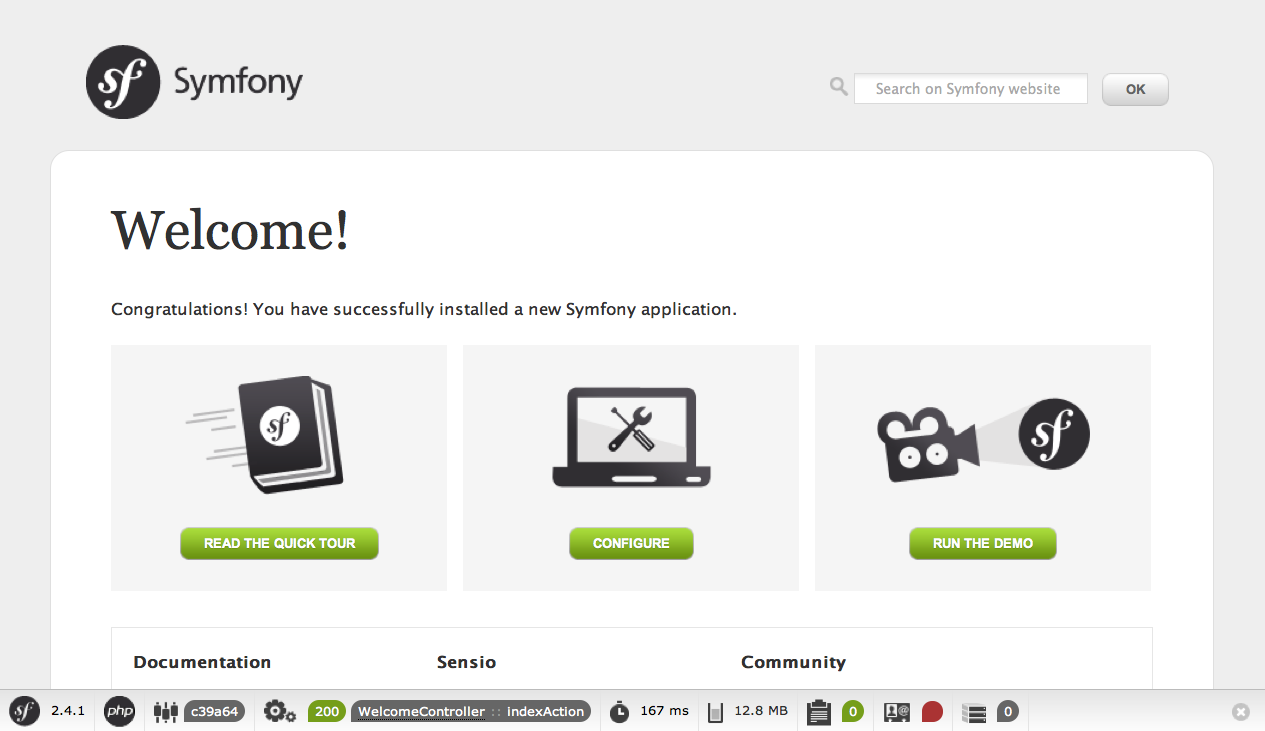 sf Symfony
Search on Symfony website OK
Welcome!
Congratulations! You have successfully installed a new Symfony application.
sf
sf
READ THE QUICK TOUR
CONFIGURE
RUN THE DEMO
Documentation
Sensio
Community
sf 2.4.1 php c39a64 200 WelcomeController :: indexAction 167 ms 12.8 MB 0 @ 0